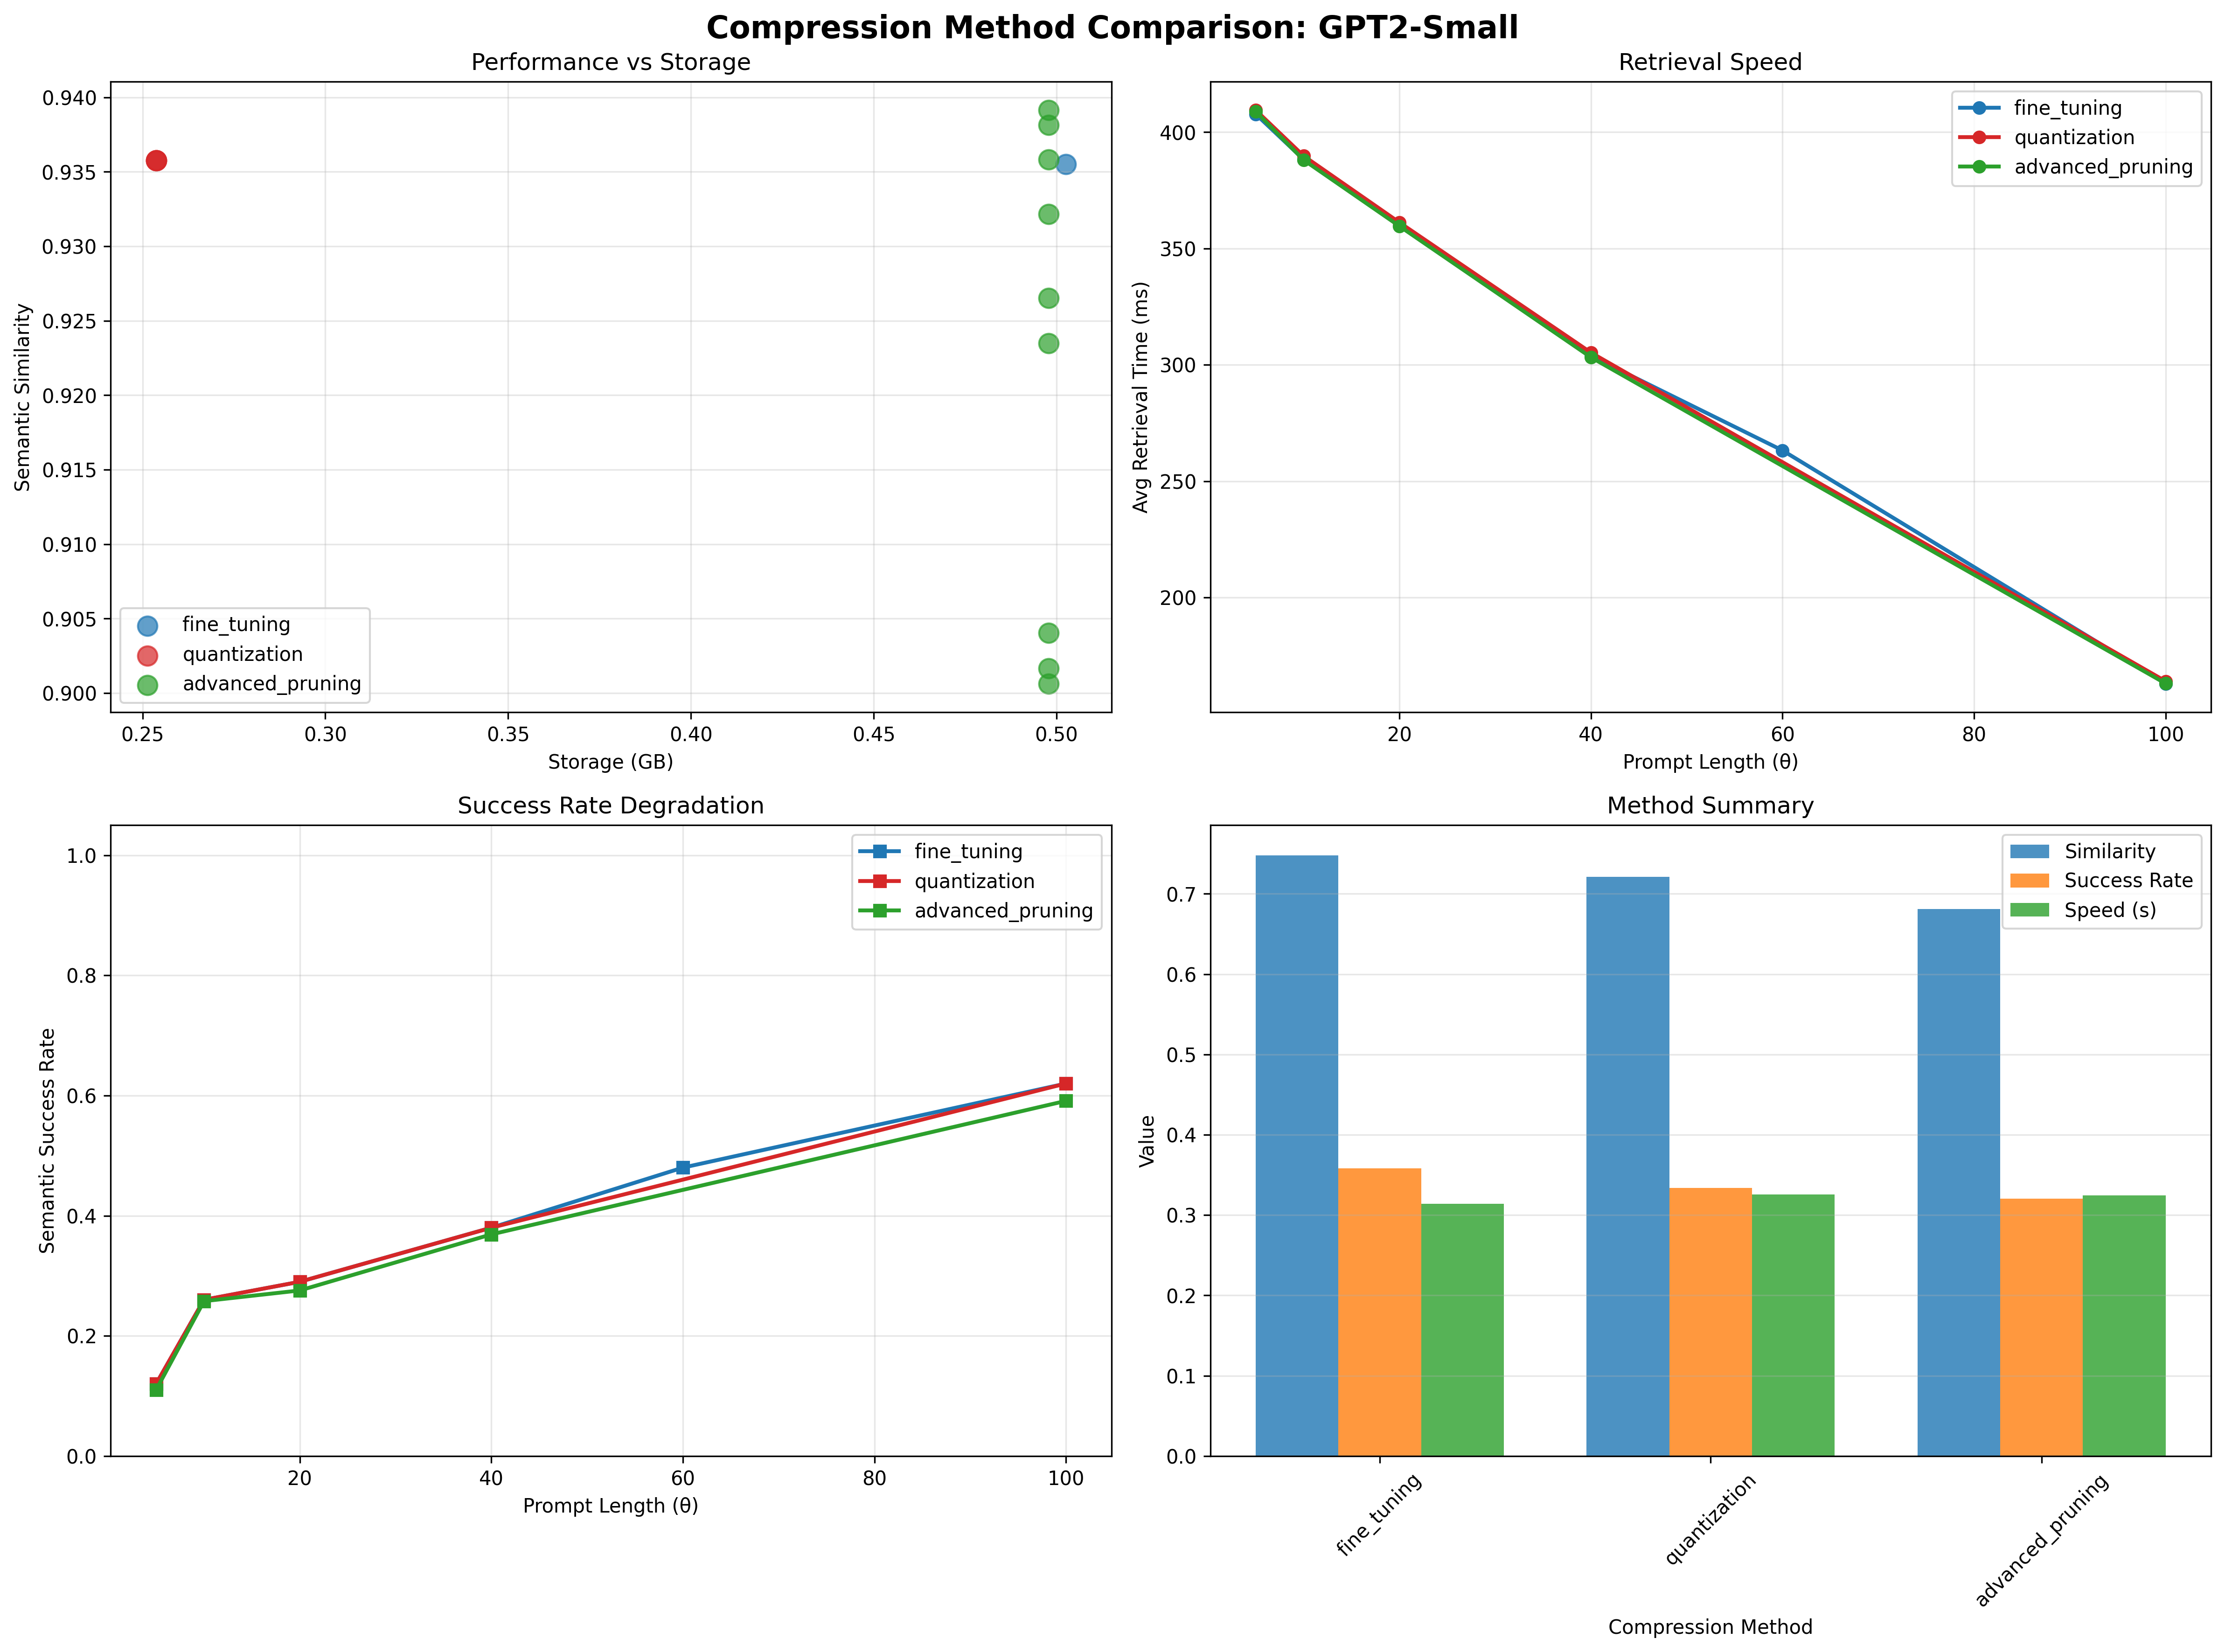 Compression Method Comparison: GPT2-Small
Performance vs Storage
0.940
0.935
0.930
0.925
0.920
0.915
0.910
0.905
0.900
Semantic Similarity
fine_tuning
quantization
advanced_pruning
0.25 0.30 0.35 0.40 0.45 0.50
Storage (GB)
Retrieval Speed
400
350
300
250
200
Avg Retrieval Time (ms)
fine_tuning
quantization
advanced_pruning
20 40 60 80 100
Prompt Length (θ)
Success Rate Degradation
1.0
0.8
0.6
0.4
0.2
0.0
Semantic Success Rate
fine_tuning
quantization
advanced_pruning
20 40 60 80 100
Prompt Length (θ)
Method Summary
0.7
0.6
0.5
0.4
0.3
0.2
0.1
0.0
Value
Similarity
Success Rate
Speed (s)
fine_tuning
quantization
advanced_pruning
Compression Method